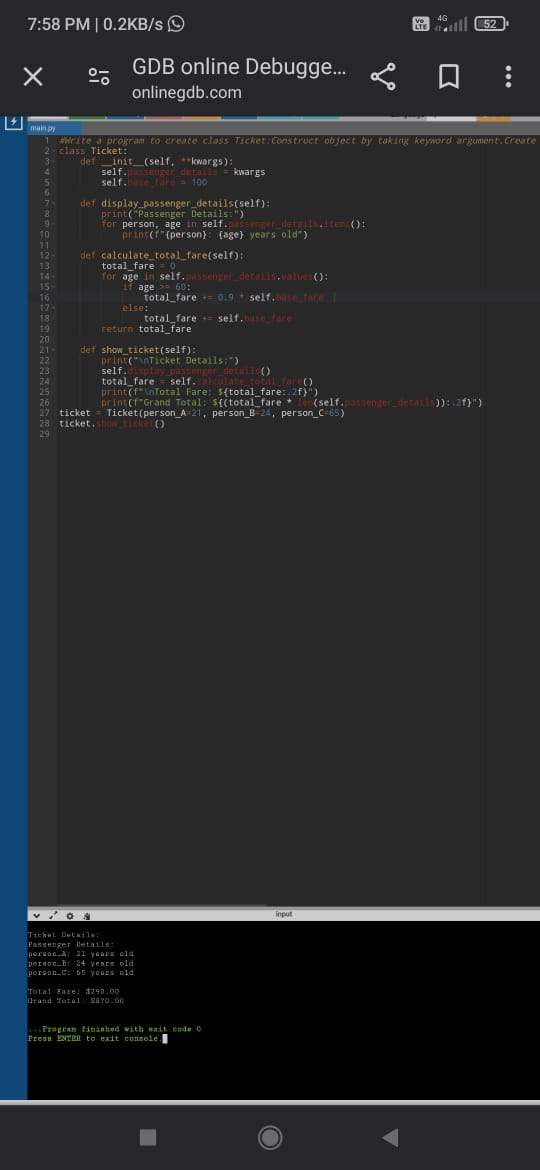 7:58 PM | 0.2KB/s
Vo LTE 4G 52
GDB online Debugge...
onlinegdb.com
main.py
1 #Write a program to create class Ticket:Construct object by taking keyword argument.Create
2 class Ticket:
3     def __init__(self, **kwargs):
4         self.passenger_details = kwargs
5         self.base_fare = 100
6
7     def display_passenger_details(self):
8         print("Passenger Details:")
9         for person, age in self.passenger_details.items():
10             print(f"{person}: {age} years old")
11
12     def calculate_total_fare(self):
13         total_fare = 0
14         for age in self.passenger_details.values():
15             if age >= 60:
16                 total_fare += 0.9 * self.base_fare
17             else:
18                 total_fare += self.base_fare
19         return total_fare
20
21     def show_ticket(self):
22         print("\nTicket Details:")
23         self.display_passenger_details()
24         total_fare = self.calculate_total_fare()
25         print(f"\nTotal Fare: ${total_fare:.2f}")
26         print(f"Grand Total: ${(total_fare * len(self.passenger_details)):.2f}")
27 ticket = Ticket(person_A=21, person_B=24, person_C=65)
28 ticket.show_ticket()
29
input
Ticket Details:
Passenger Details:
person_A: 21 years old
person_B: 24 years old
person_C: 65 years old
Total Fare: $290.00
Grand Total: $870.00
...Program finished with exit code 0
Press ENTER to exit console.